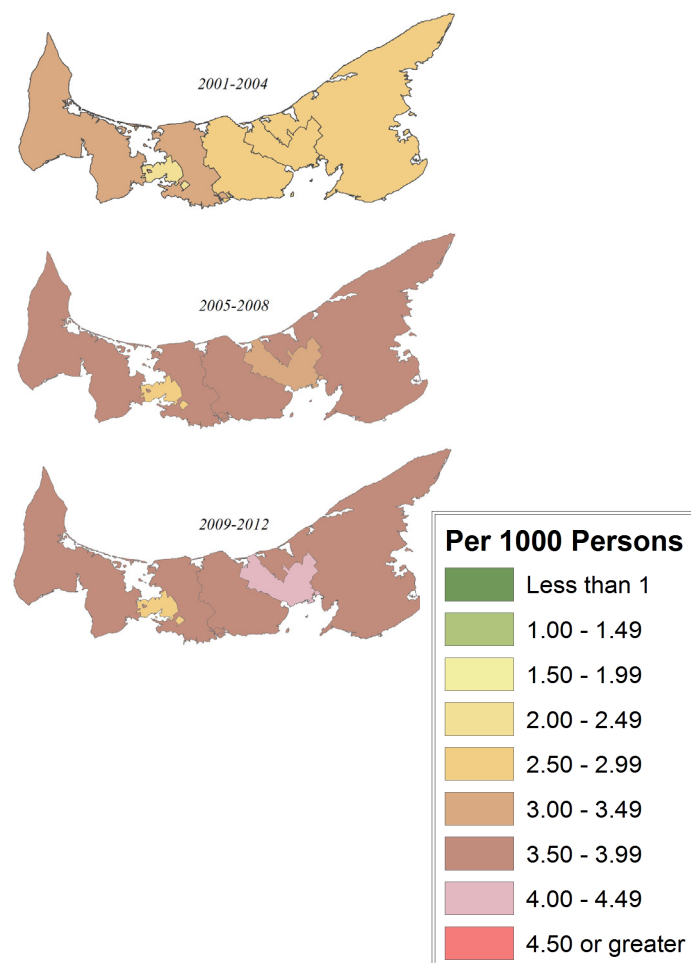 2001-2004
2005-2008
2009-2012
Per 1000 Persons
Less than 1
1.00 - 1.49
1.50 - 1.99
2.00 - 2.49
2.50 - 2.99
3.00 - 3.49
3.50 - 3.99
4.00 - 4.49
4.50 or greater